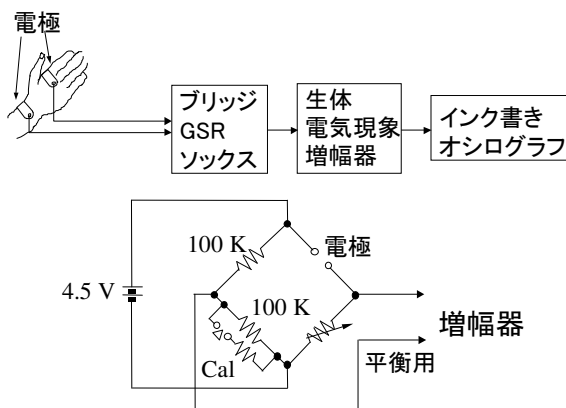 電極
ブリッジ
GSR
ソックス
生体
電気現象
増幅器
インク書き
オシログラフ
100 K
電極
4.5 V
100 K
増幅器
Cal
平衡用